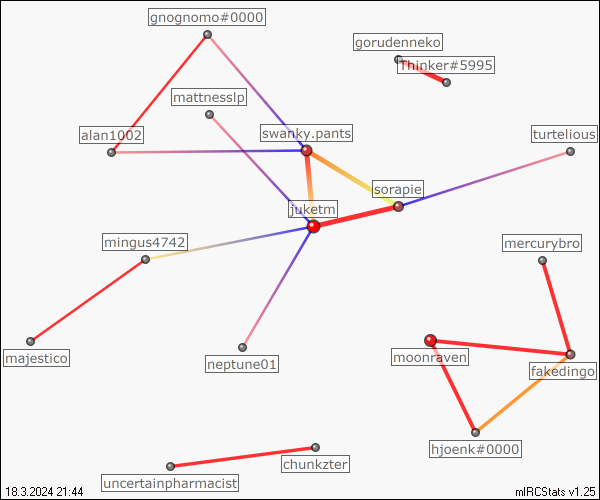 gnognomo#0000
gorudenneko
Thinker#5995
mattnesslp
alan1002
swanky.pants
turtelious
sorapie
juketm
mingus4742
mercurybro
majestico
moonraven
neptune01
fakedingo
hjoenk#0000
chunkzter
uncertainpharmacist
18.3.2024 21:44
mIRCStats v1.25